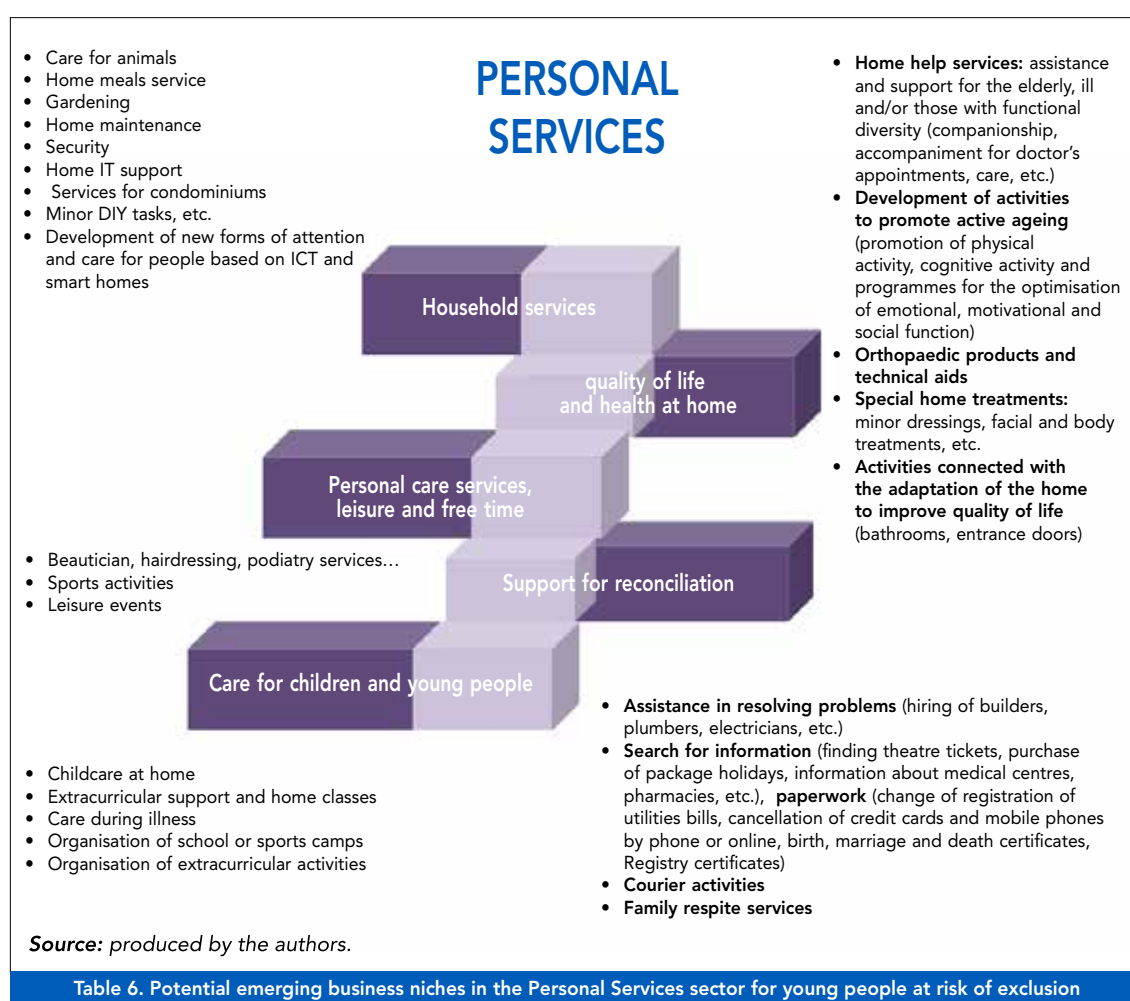 PERSONAL
SERVICES
• Care for animals
• Home meals service
• Gardening
• Home maintenance
• Security
• Home IT support
• Services for condominiums
• Minor DIY tasks, etc.
• Development of new forms of attention
and care for people based on ICT and
smart homes
• Home help services: assistance
and support for the elderly, ill
and/or those with functional
diversity (companionship,
accompaniment for doctor's
appointments, care, etc.)
• Development of activities
to promote active ageing
(promotion of physical
activity, cognitive activity and
programmes for the optimisation
of emotional, motivational and
social function)
• Orthopaedic products and
technical aids
• Special home treatments:
minor dressings, facial and body
treatments, etc.
• Activities connected with
the adaptation of the home
to improve quality of life
(bathrooms, entrance doors)
Household services
quality of life
and health at home
Personal care services,
leisure and free time
Support for reconciliation
Care for children and young people
• Beautician, hairdressing, podiatry services…
• Sports activities
• Leisure events
• Childcare at home
• Extracurricular support and home classes
• Care during illness
• Organisation of school or sports camps
• Organisation of extracurricular activities
• Assistance in resolving problems (hiring of builders,
plumbers, electricians, etc.)
• Search for information (finding theatre tickets, purchase
of package holidays, information about medical centres,
pharmacies, etc.), paperwork (change of registration of
utilities bills, cancellation of credit cards and mobile phones
by phone or online, birth, marriage and death certificates,
Registry certificates)
• Courier activities
• Family respite services
Source: produced by the authors.
Table 6. Potential emerging business niches in the Personal Services sector for young people at risk of exclusion